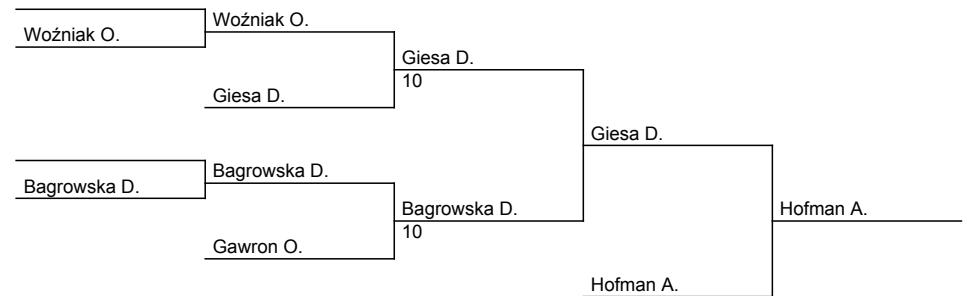 Woźniak O.
Woźniak O.
Giesa D.
10
Giesa D.
Giesa D.
Bagrowska D.
Bagrowska D.
Bagrowska D.
10
Hofman A.
Gawron O.
Hofman A.